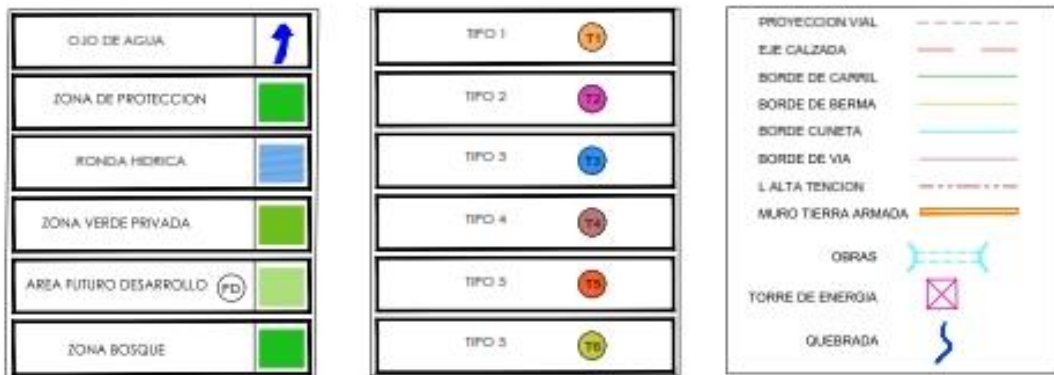 OJO DE AGUA
ZONA DE PROTECCION
RONDA HIDRICA
ZONA VERDE PRIVADA
AREA FUTURO DESARROLLO FD
ZONA BOSQUE
TIPO 1 T1
TIPO 2 T2
TIPO 3 T3
TIPO 4 T4
TIPO 5 T5
TIPO 5 T6
PROYECCION VIAL
EJE CALZADA
BORDE DE CARRIL
BORDE DE BERMA
BORDE CUNETA
BORDE DE VIA
L ALTA TENCION
MURO TIERRA ARMADA
OBRAS
TORRE DE ENERGIA
QUEBRADA